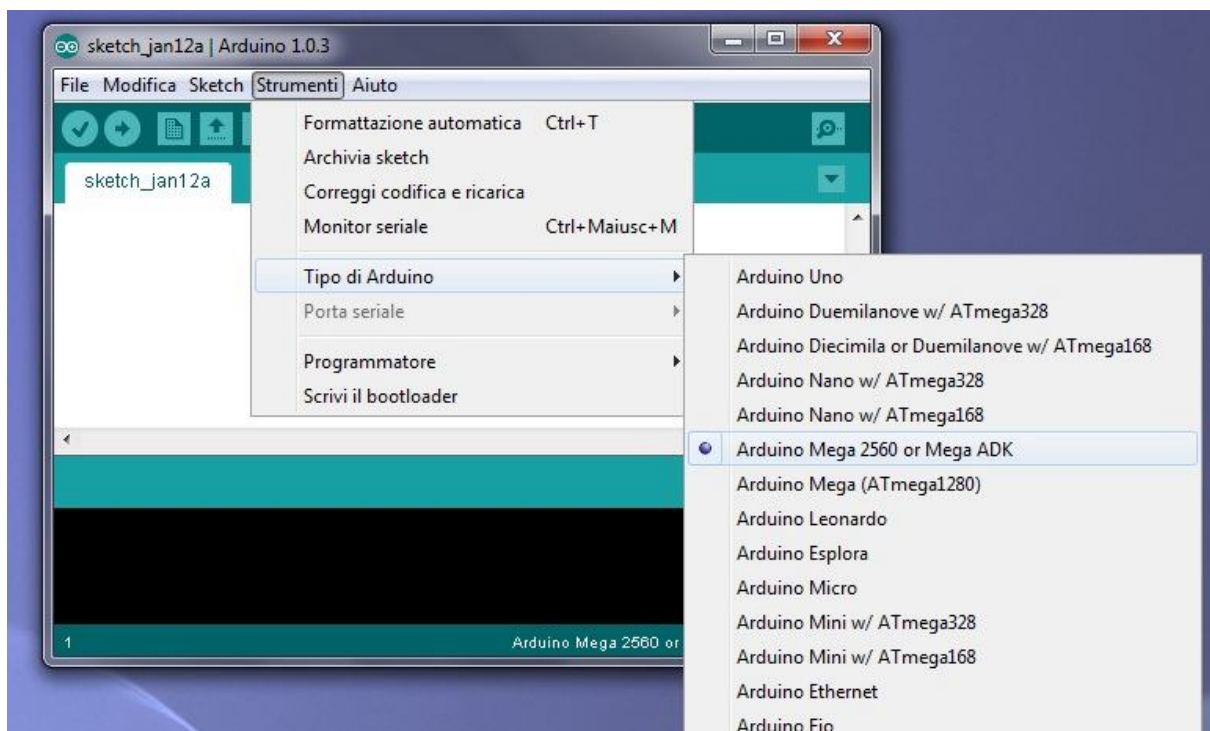 sketch_jan12a | Arduino 1.0.3
File Modifica Sketch Strumenti Aiuto
sketch_jan12a
Formattazione automatica Ctrl+T
Archivia sketch
Correggi codifica e ricarica
Monitor seriale Ctrl+Maiusc+M
Tipo di Arduino
Porta seriale
Programmatore
Scrivi il bootloader
Arduino Uno
Arduino Duemilanove w/ ATmega328
Arduino Diecimila or Duemilanove w/ ATmega168
Arduino Nano w/ ATmega328
Arduino Nano w/ ATmega168
Arduino Mega 2560 or Mega ADK
Arduino Mega (ATmega1280)
Arduino Leonardo
Arduino Esplora
Arduino Micro
Arduino Mini w/ ATmega328
Arduino Mini w/ ATmega168
Arduino Ethernet
Arduino Fio
1 Arduino Mega 2560 or